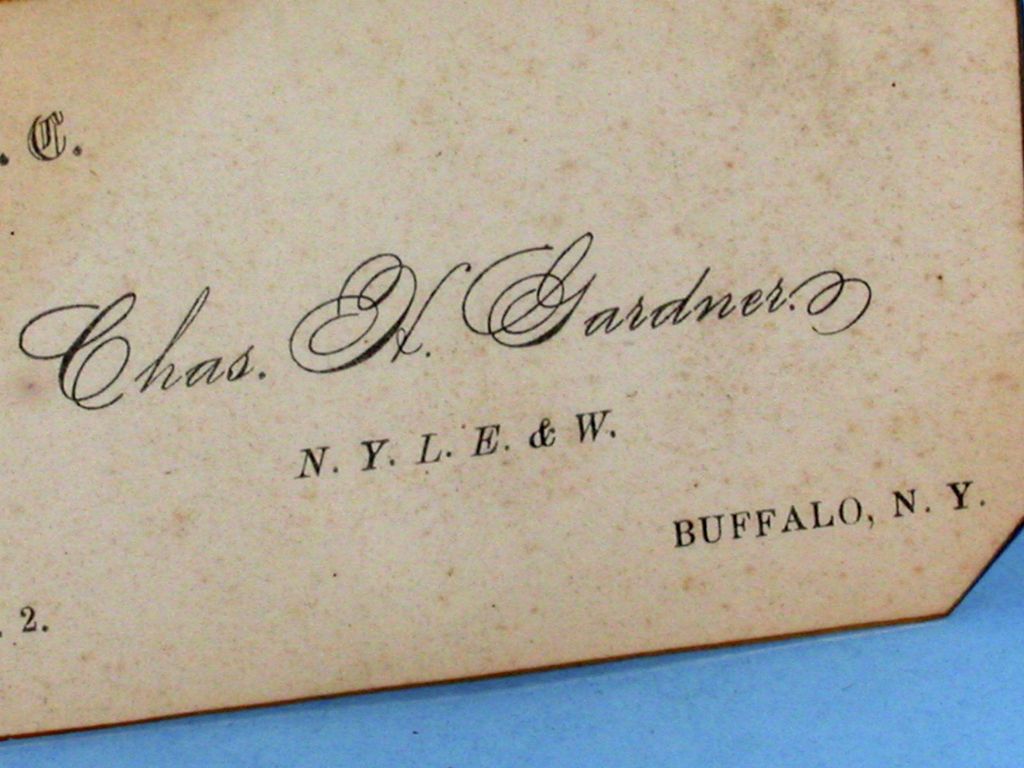 . C.
Chas. H. Gardner.
N. Y. L. E. & W.
BUFFALO, N. Y.
. 2.